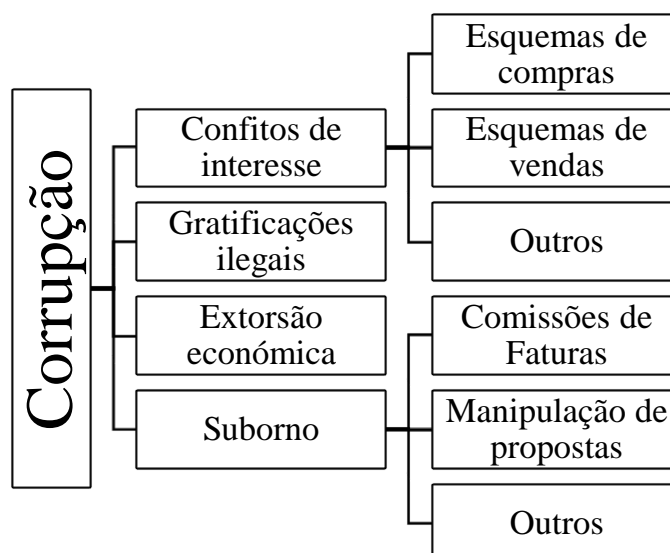 Corrupção
Confitos de
interesse
Gratificações
ilegais
Extorsão
económica
Suborno
Esquemas de
compras
Esquemas de
vendas
Outros
Comissões de
Faturas
Manipulação de
propostas
Outros